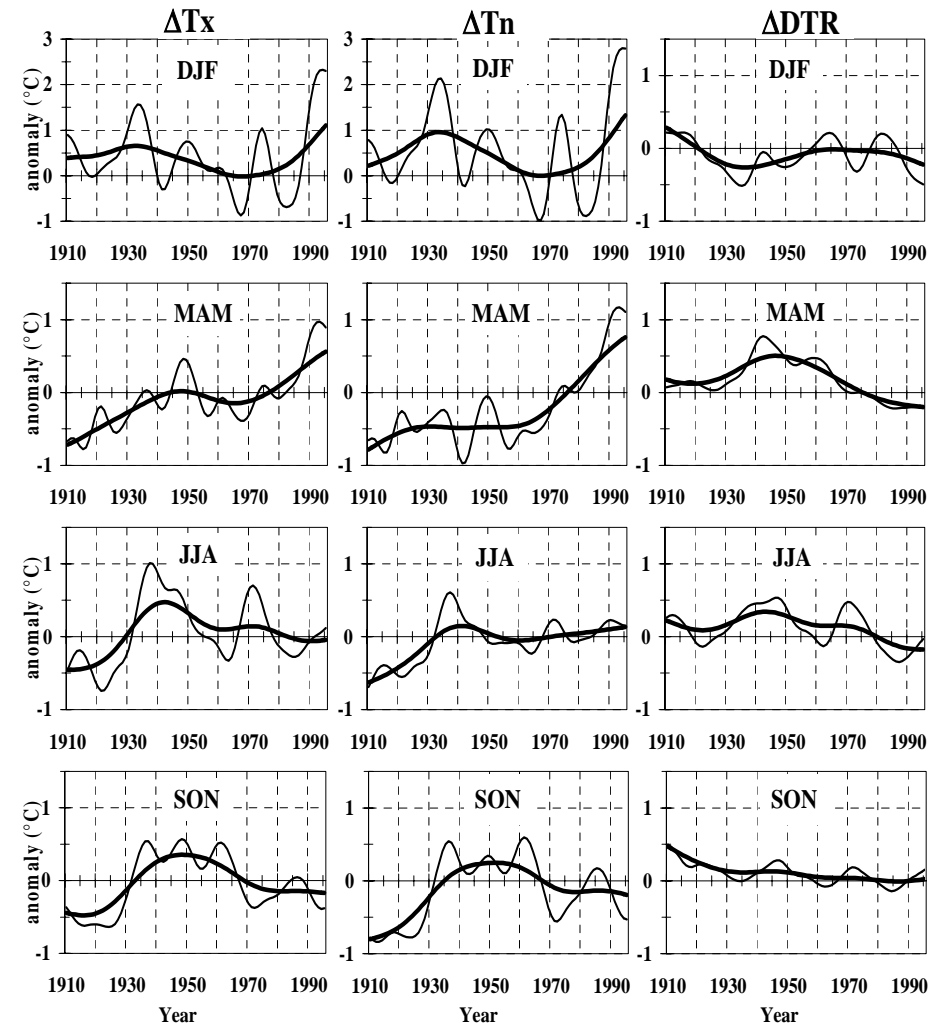 ΔTx ΔTn ΔDTR
3 3
DJF DJF DJF
2 2
1 1 1
0 0 0
-1 -1 -1
anomaly (°C)
1910 1930 1950 1970 1990 1910 1930 1950 1970 1990 1910 1930 1950 1970 1990
MAM MAM MAM
1 1 1
0 0 0
-1 -1 -1
anomaly (°C)
1910 1930 1950 1970 1990 1910 1930 1950 1970 1990 1910 1930 1950 1970 1990
JJA JJA JJA
1 1 1
0 0 0
-1 -1 -1
anomaly (°C)
1910 1930 1950 1970 1990 1910 1930 1950 1970 1990 1910 1930 1950 1970 1990
SON SON SON
1 1 1
0 0 0
-1 -1 -1
anomaly (°C)
1910 1930 1950 1970 1990 1910 1930 1950 1970 1990 1910 1930 1950 1970 1990
Year Year Year